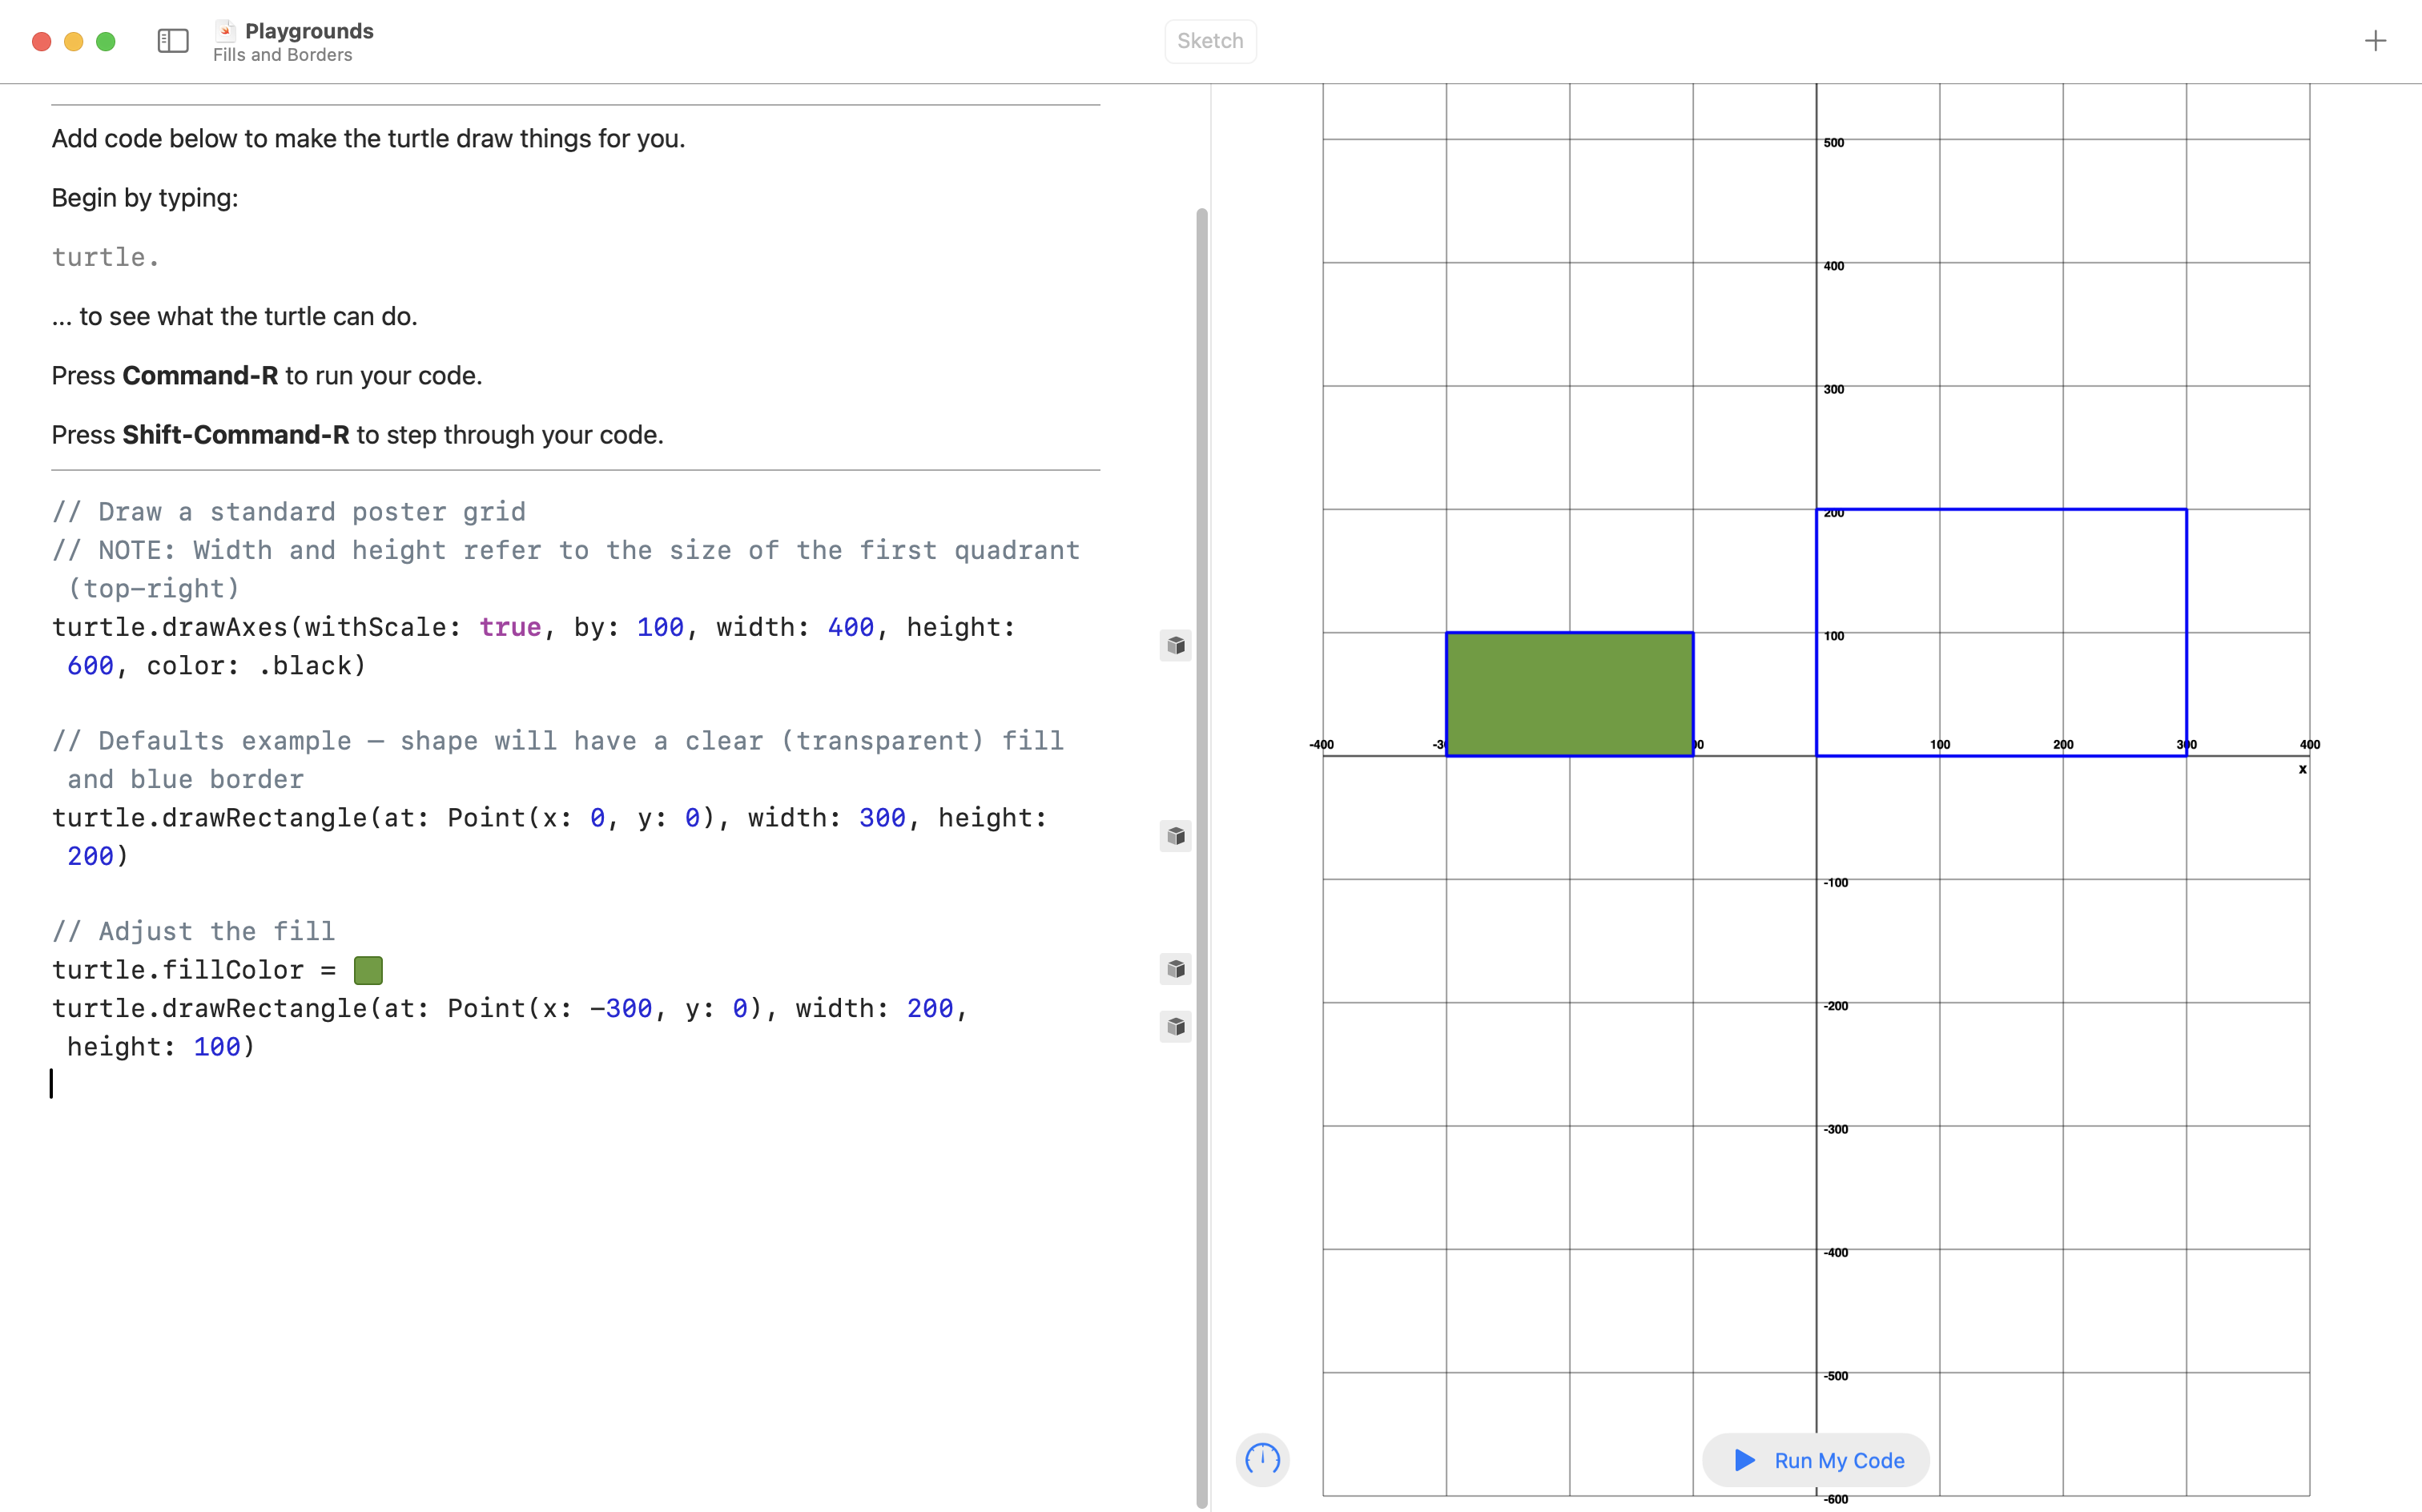 Playgrounds
Fills and Borders
Sketch
Add code below to make the turtle draw things for you.
Begin by typing:
turtle.
... to see what the turtle can do.
Press Command-R to run your code.
Press Shift-Command-R to step through your code.
// Draw a standard poster grid
// NOTE: Width and height refer to the size of the first quadrant
(top-right)
turtle.drawAxes(withScale: true, by: 100, width: 400, height:
600, color: .black)
// Defaults example – shape will have a clear (transparent) fill
and blue border
turtle.drawRectangle(at: Point(x: 0, y: 0), width: 300, height:
200)
// Adjust the fill
turtle.fillColor =
turtle.drawRectangle(at: Point(x: -300, y: 0), width: 200,
height: 100)
500
400
300
200
100
-400 100 200 300 400
x
-100
-200
-300
-400
-500
-600
Run My Code